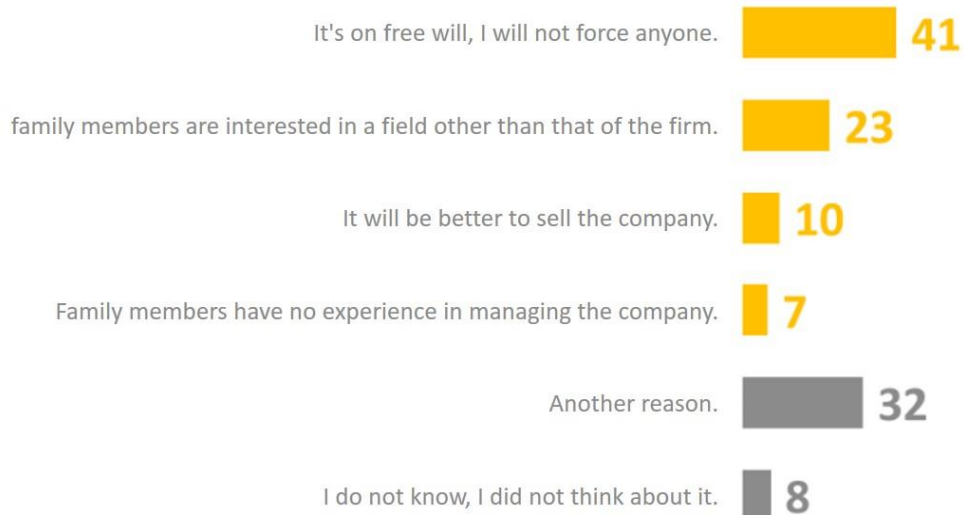 It's on free will, I will not force anyone. 41
family members are interested in a field other than that of the firm. 23
It will be better to sell the company. 10
Family members have no experience in managing the company. 7
Another reason. 32
I do not know, I did not think about it. 8